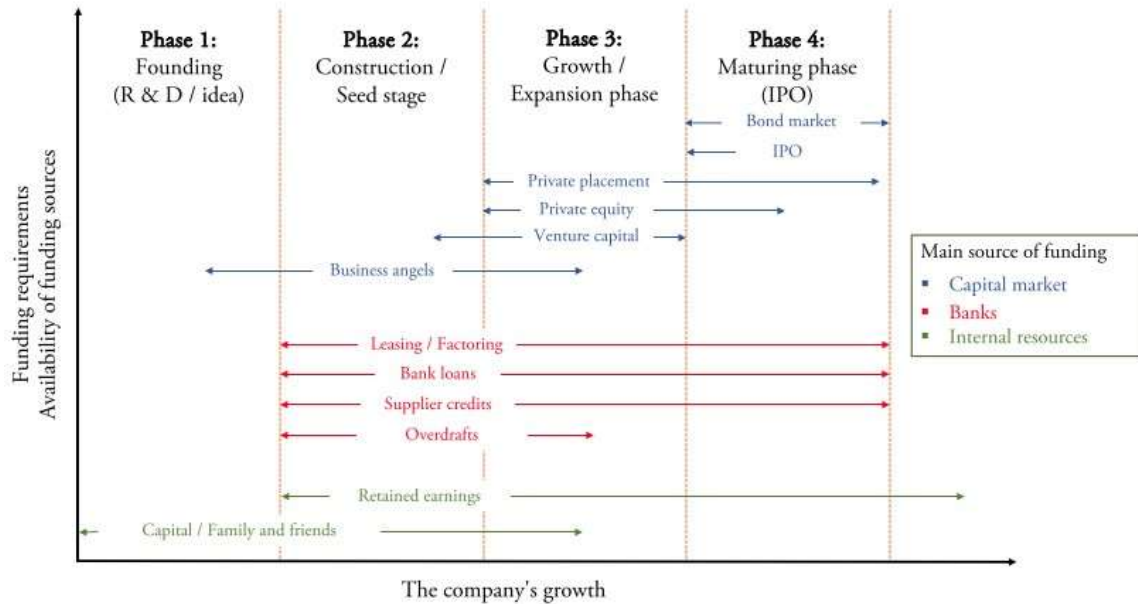 Phase 1:
Founding
(R & D / idea)
Phase 2:
Construction /
Seed stage
Phase 3:
Growth /
Expansion phase
Phase 4:
Maturing phase
(IPO)
Bond market
IPO
Private placement
Private equity
Venture capital
Business angels
Leasing / Factoring
Bank loans
Supplier credits
Overdrafts
Retained earnings
Capital / Family and friends
Funding requirements
Availability of funding sources
The company's growth
Main source of funding
Capital market
Banks
Internal resources